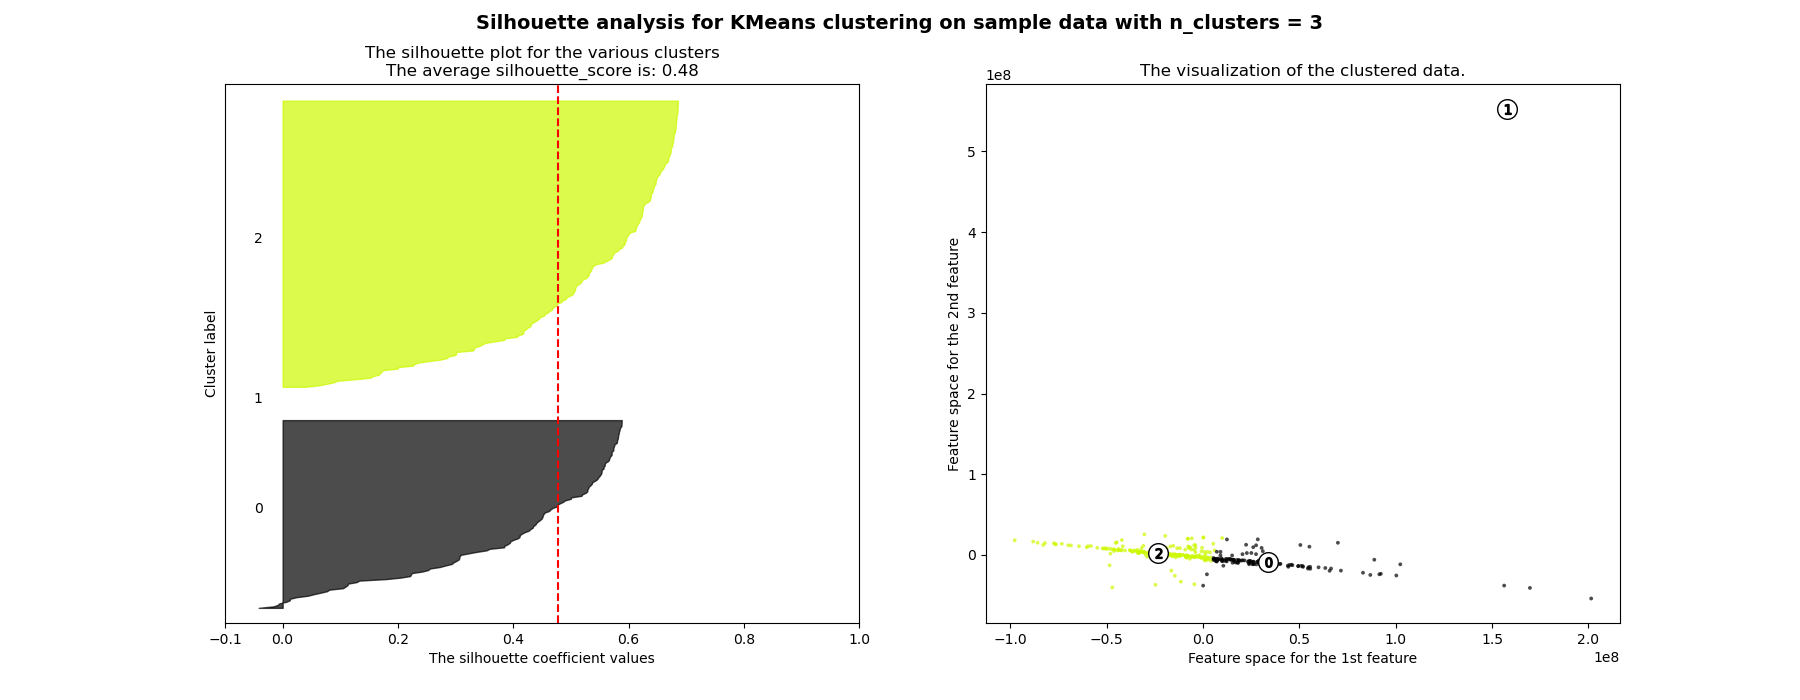 Silhouette analysis for KMeans clustering on sample data with n_clusters = 3
The silhouette plot for the various clusters
The average silhouette_score is: 0.48
Cluster label
2
1
0
−0.1 0.0 0.2 0.4 0.6 0.8 1.0
The silhouette coefficient values
The visualization of the clustered data.
1e8
Feature space for the 2nd feature
5
4
3
2
1
0
1
2
0
−1.0 −0.5 0.0 0.5 1.0 1.5 2.0
1e8
Feature space for the 1st feature